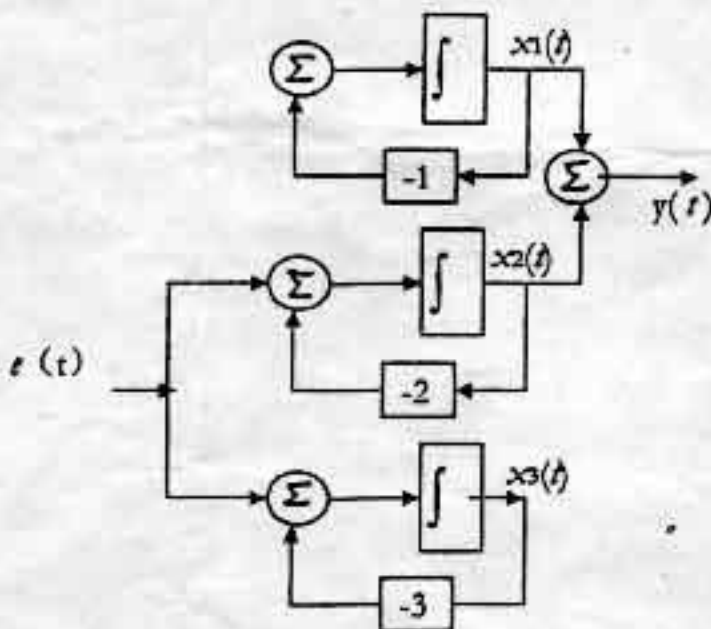 Σ ∫ x1(t)
-1 Σ y(t)
Σ ∫ x2(t)
e (t)
-2
Σ ∫ x3(t)
-3